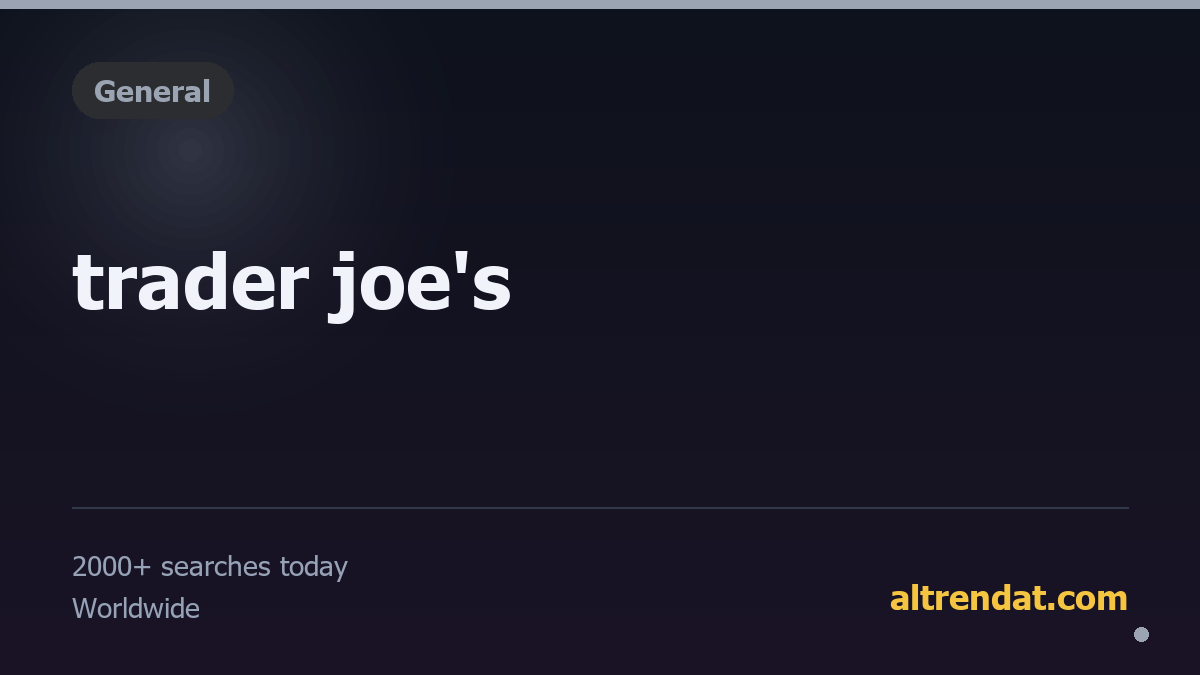 General
trader joe's
2000+ searches today
Worldwide
altrendat.com